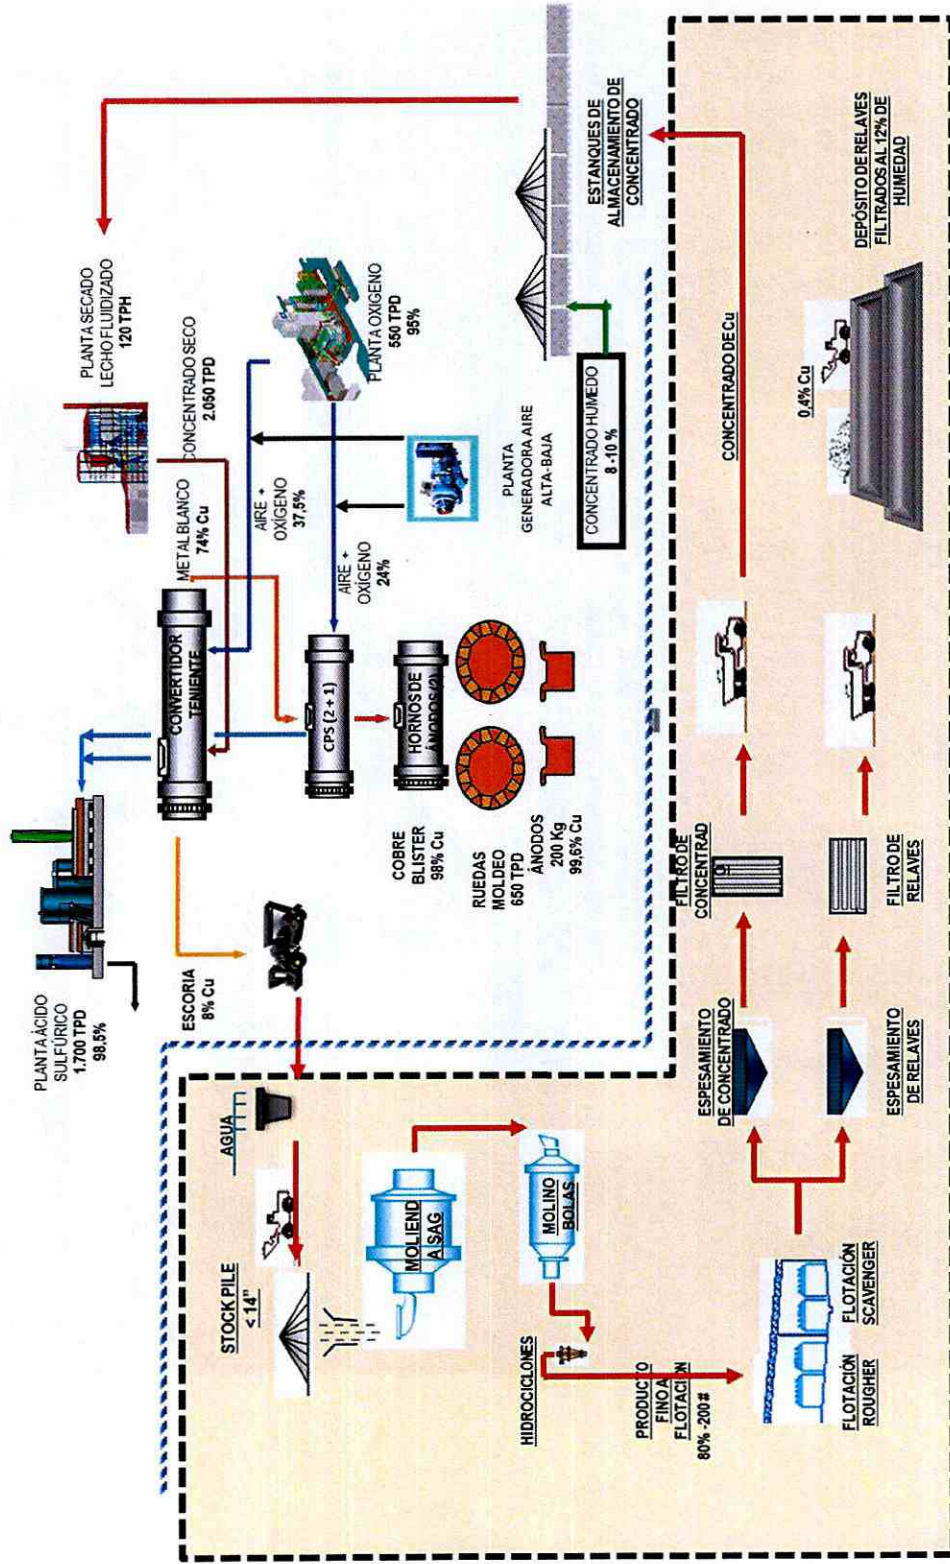 PLANTA ÁCIDO
SULFÚRICO
1.700 TPD
98,5%
PLANTA SECADO
LECHO FLUIDIZADO
120 TPH
CONCENTRADO SECO
2.050 TPD
METAL BLANCO
74% Cu
CONVERTIDOR
TENIENTE
ESCORIA
8% Cu
AIRE +
OXÍGENO
37,5%
AIRE +
OXÍGENO
24%
PLANTA OXIGENO
550 TPD
95%
CPS (2 + 1)
HORNOS DE
ÁNODOS (2)
COBRE
BLISTER
98% Cu
RUEDAS
MOLDEO
650 TPD
ÁNODOS
200 Kg
99,6% Cu
PLANTA
GENERADORA AIRE
ALTA-BAJA
CONCENTRADO HUMEDO
8 -10 %
ESTANQUES DE
ALMACENAMIENTO DE
CONCENTRADO
AGUA
STOCK PILE
< 14"
MOLIEND
A SAG
MOLINO
BOLAS
HIDROCICLONES
PRODUCTO
FINO A
FLOTACIÓN
80% -200 #
FLOTACIÓN
ROUGHER
FLOTACIÓN
SCAVENGER
ESPESAMIENTO
DE CONCENTRADO
ESPESAMIENTO
DE RELAVES
FILTRO DE
CONCENTRAD
FILTRO DE
RELAVES
CONCENTRADO DE Cu
0,4% Cu
DEPÓSITO DE RELAVES
FILTRADOS AL 12% DE
HUMEDAD